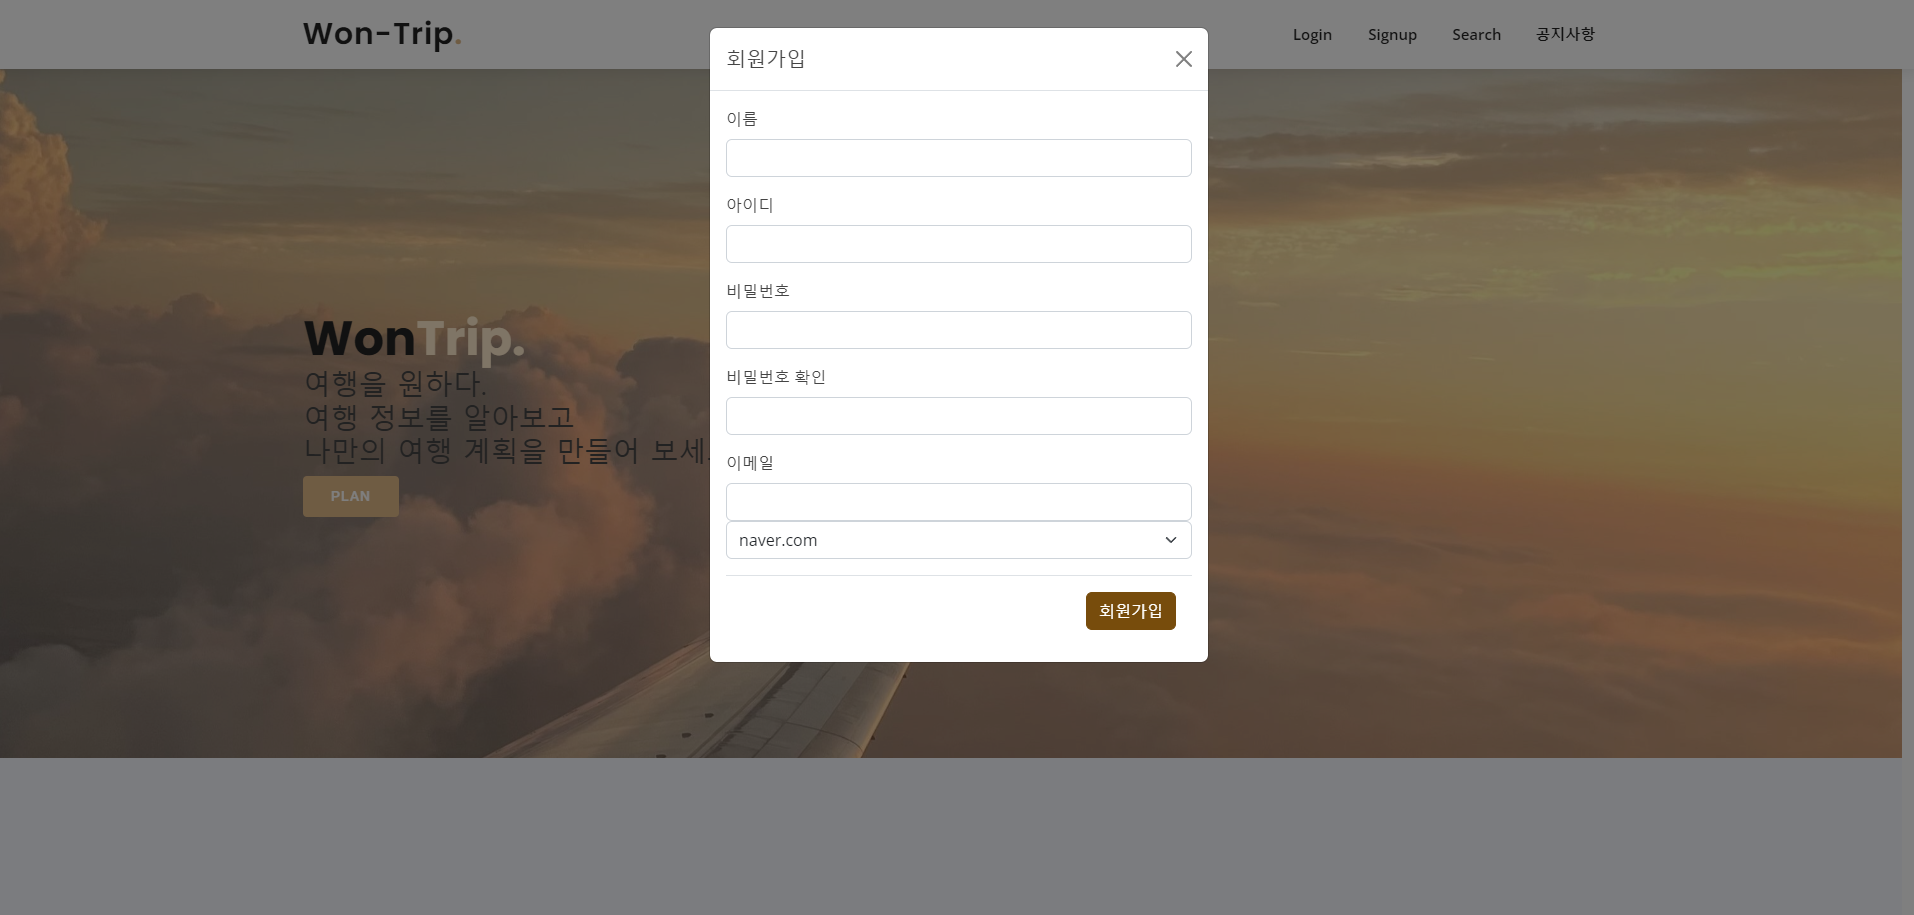 Won-Trip.
Login Signup Search 공지사항
회원가입
이름
아이디
비밀번호
비밀번호 확인
이메일
naver.com
회원가입
WonTrip.
여행을 원하다.
여행 정보를 알아보고
나만의 여행 계획을 만들어 보세
PLAN